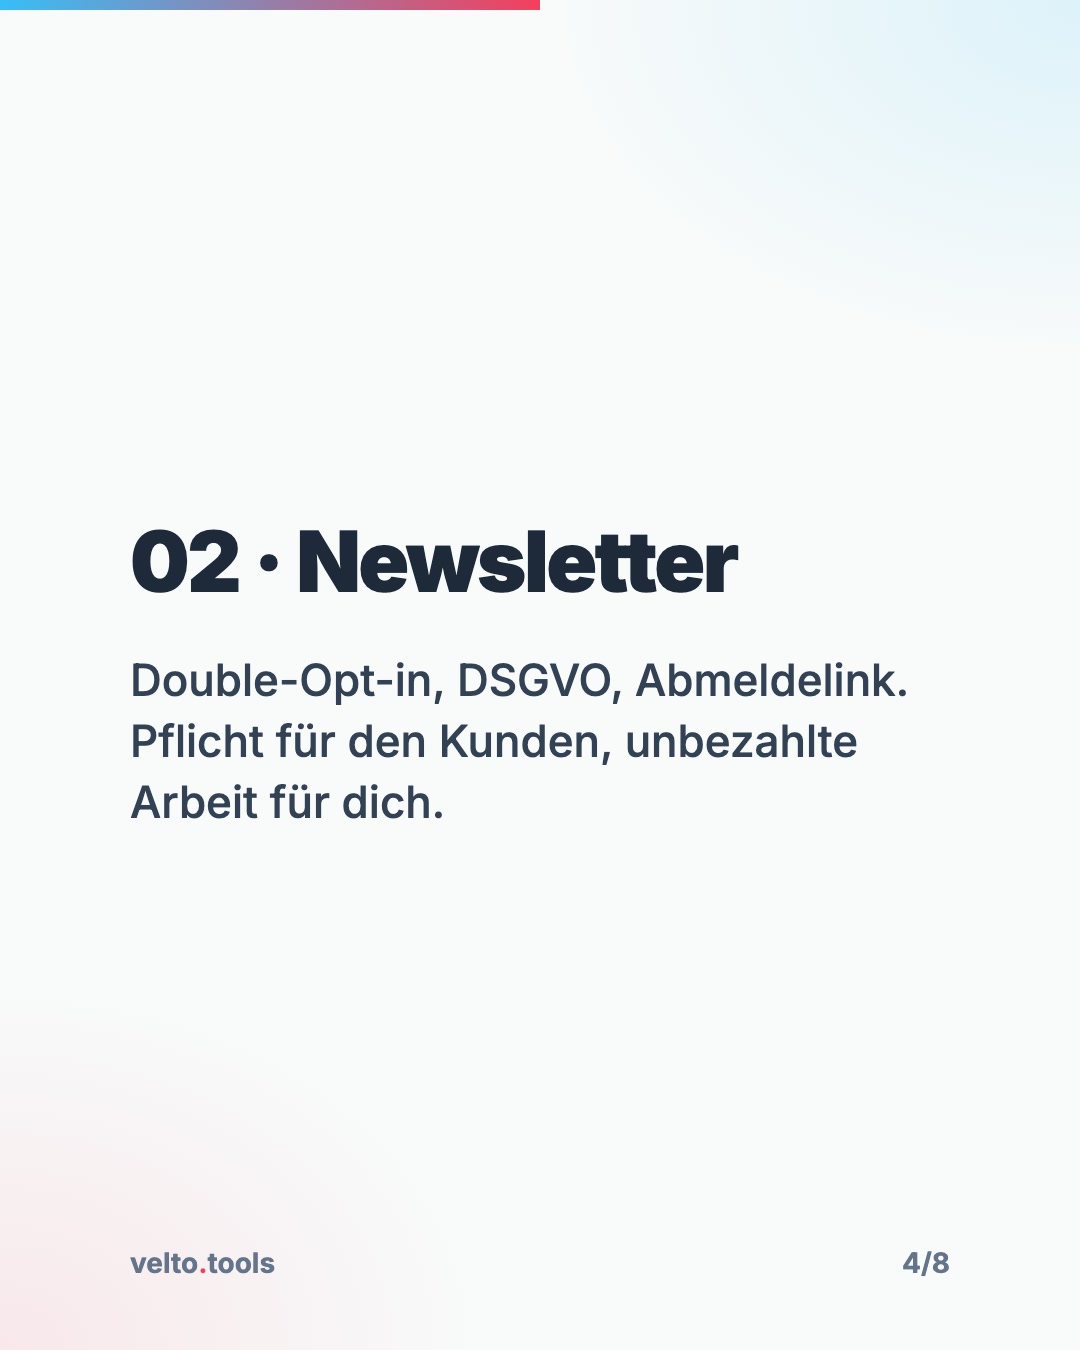 02 · Newsletter
Double-Opt-in, DSGVO, Abmeldelink.
Pflicht für den Kunden, unbezahlte
Arbeit für dich.
velto.tools
4/8